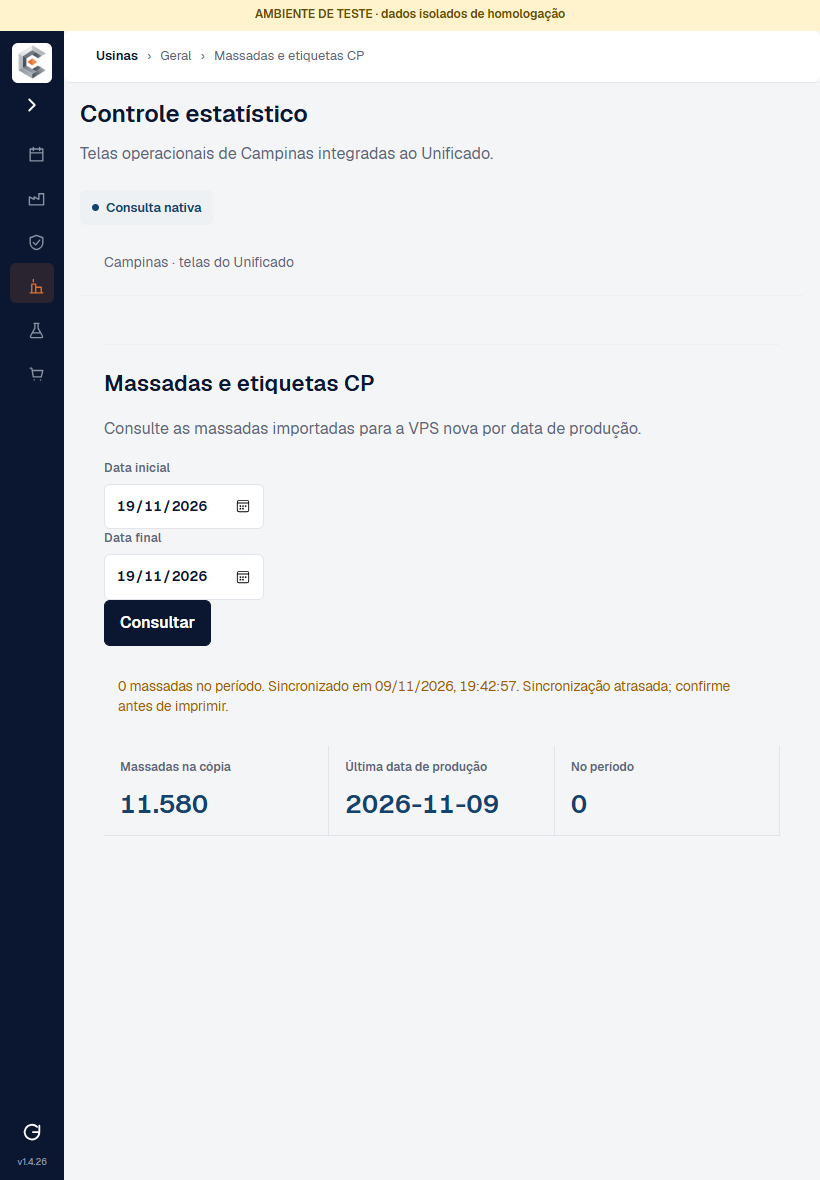 AMBIENTE DE TESTE · dados isolados de homologação
Usinas › Geral › Massadas e etiquetas CP
Controle estatístico
Telas operacionais de Campinas integradas ao Unificado.
Consulta nativa
Campinas · telas do Unificado
Massadas e etiquetas CP
Consulte as massadas importadas para a VPS nova por data de produção.
Data inicial
19/11/2026
Data final
19/11/2026
Consultar
0 massadas no período. Sincronizado em 09/11/2026, 19:42:57. Sincronização atrasada; confirme
antes de imprimir.
Massadas na cópia
11.580
Última data de produção
2026-11-09
No período
0
v1.4.26